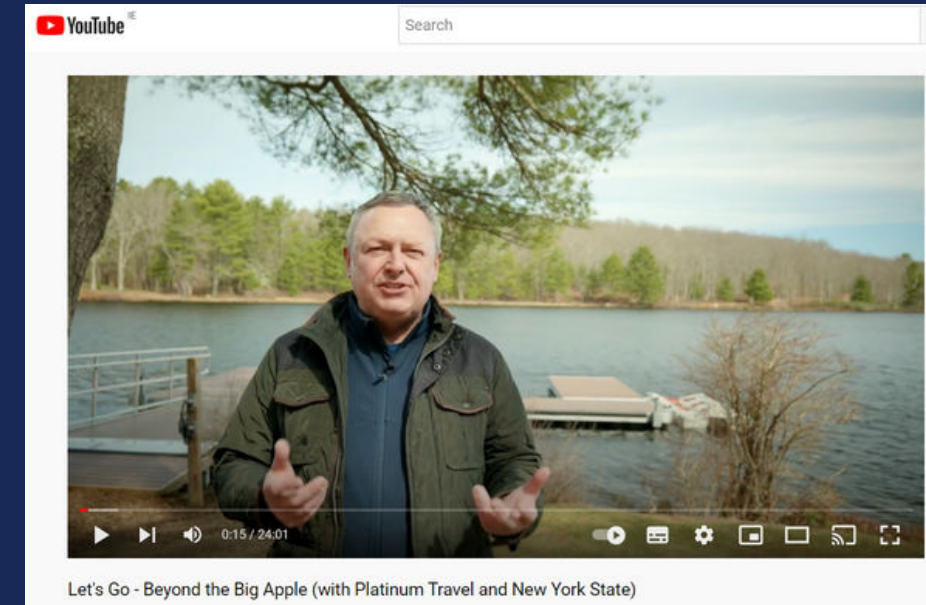 YouTube IE
Search
0:15 / 24:01
Let's Go - Beyond the Big Apple (with Platinum Travel and New York State)